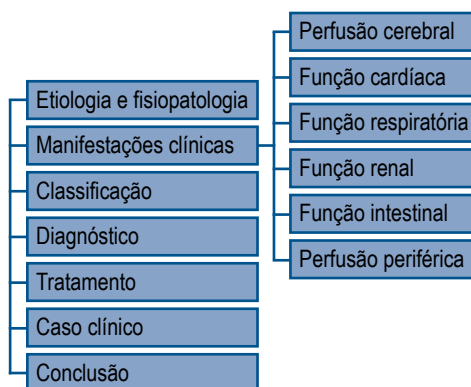 Etiologia e fisiopatologia
Manifestações clínicas
Perfusão cerebral
Função cardíaca
Função respiratória
Função renal
Função intestinal
Perfusão periférica
Classificação
Diagnóstico
Tratamento
Caso clínico
Conclusão